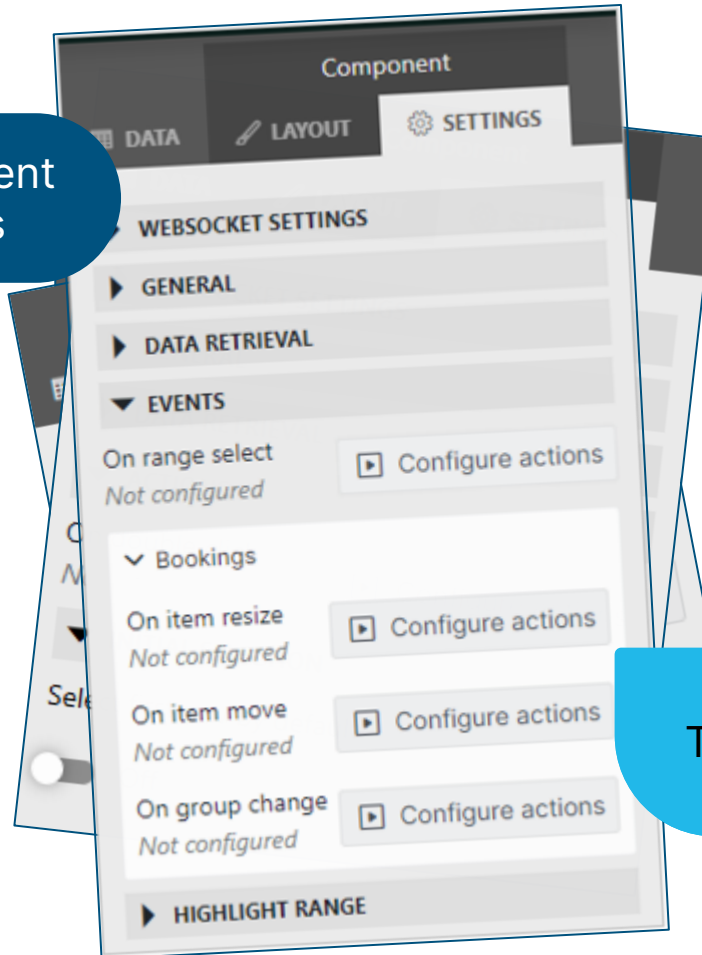 Component
DATA
LAYOUT
SETTINGS
WEBSOCKET SETTINGS
GENERAL
DATA RETRIEVAL
EVENTS
On range select
Not configured
Configure actions
Bookings
On item resize
Not configured
Configure actions
On item move
Not configured
Configure actions
On group change
Not configured
Configure actions
HIGHLIGHT RANGE